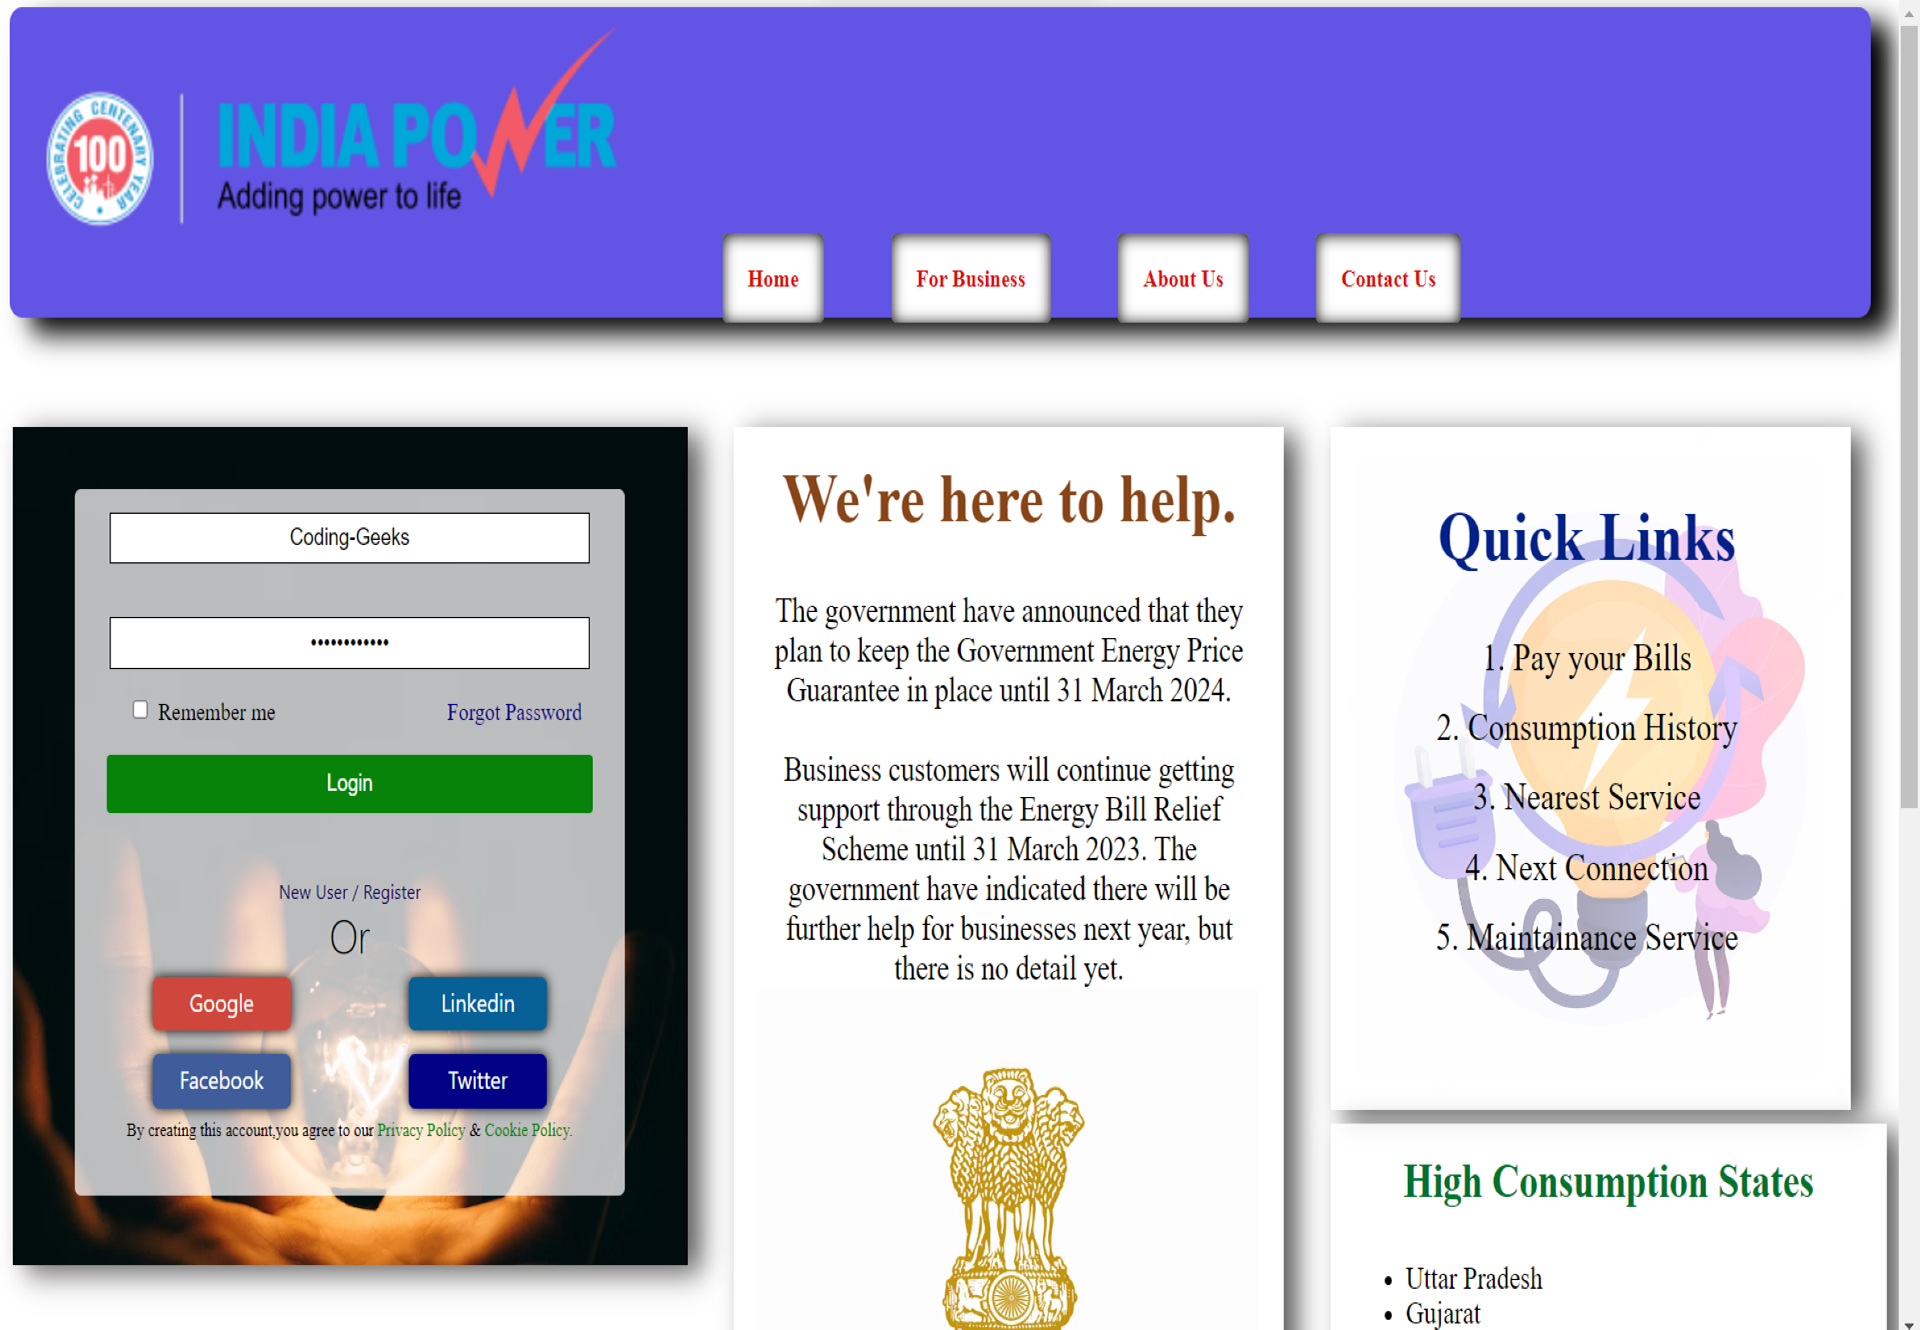 CELEBRATING CENTENARY YEAR
100
INDIA POWER
Adding power to life
Home
For Business
About Us
Contact Us
Coding-Geeks
••••••••••••
Remember me
Forgot Password
Login
New User / Register
Or
Google
Linkedin
Facebook
Twitter
By creating this account,you agree to our Privacy Policy & Cookie Policy.
We're here to help.
The government have announced that they
plan to keep the Government Energy Price
Guarantee in place until 31 March 2024.
Business customers will continue getting
support through the Energy Bill Relief
Scheme until 31 March 2023. The
government have indicated there will be
further help for businesses next year, but
there is no detail yet.
Quick Links
1. Pay your Bills
2. Consumption History
3. Nearest Service
4. Next Connection
5. Maintainance Service
High Consumption States
• Uttar Pradesh
• Gujarat